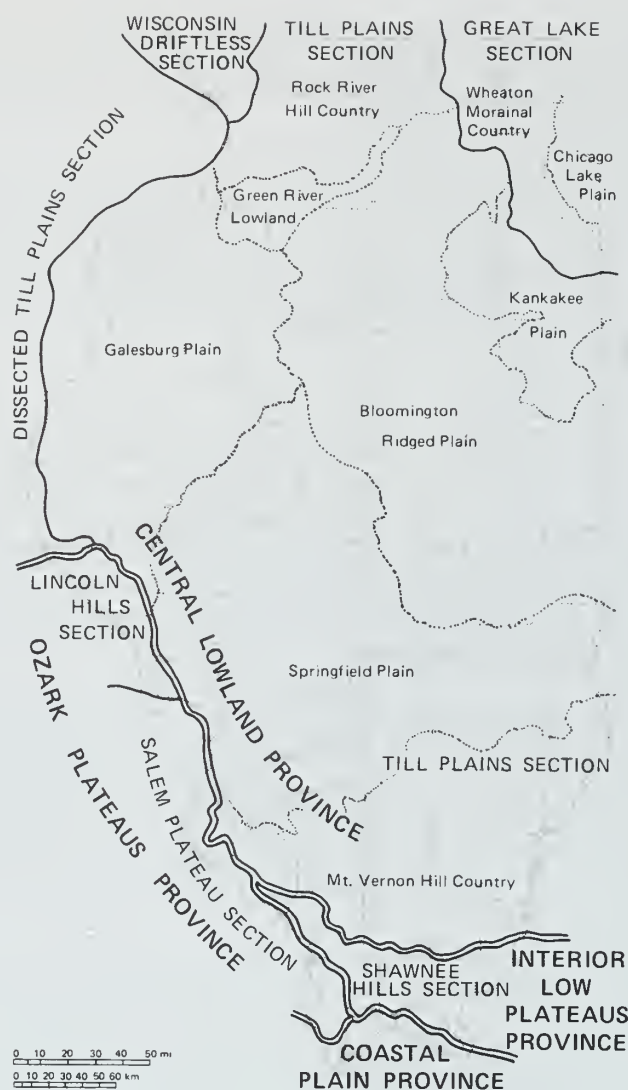 WISCONSIN
DRIFTLESS
SECTION
TILL PLAINS
SECTION
GREAT LAKE
SECTION
Rock River
Hill Country
Wheaton
Morainal
Country
Chicago
Lake
Plain
DISSECTED TILL PLAINS SECTION
Green River
Lowland
Kankakee
Plain
Galesburg Plain
Bloomington
Ridged Plain
CENTRAL LOWLAND PROVINCE
LINCOLN
HILLS
SECTION
OZARK PLATEAUS PROVINCE
Springfield Plain
SALEM PLATEAU SECTION
TILL PLAINS SECTION
Mt. Vernon Hill Country
SHAWNEE
HILLS SECTION
INTERIOR
LOW
PLATEAUS
PROVINCE
COASTAL
PLAIN PROVINCE
0 10 20 30 40 50 mi
0 10 20 30 40 50 60 km